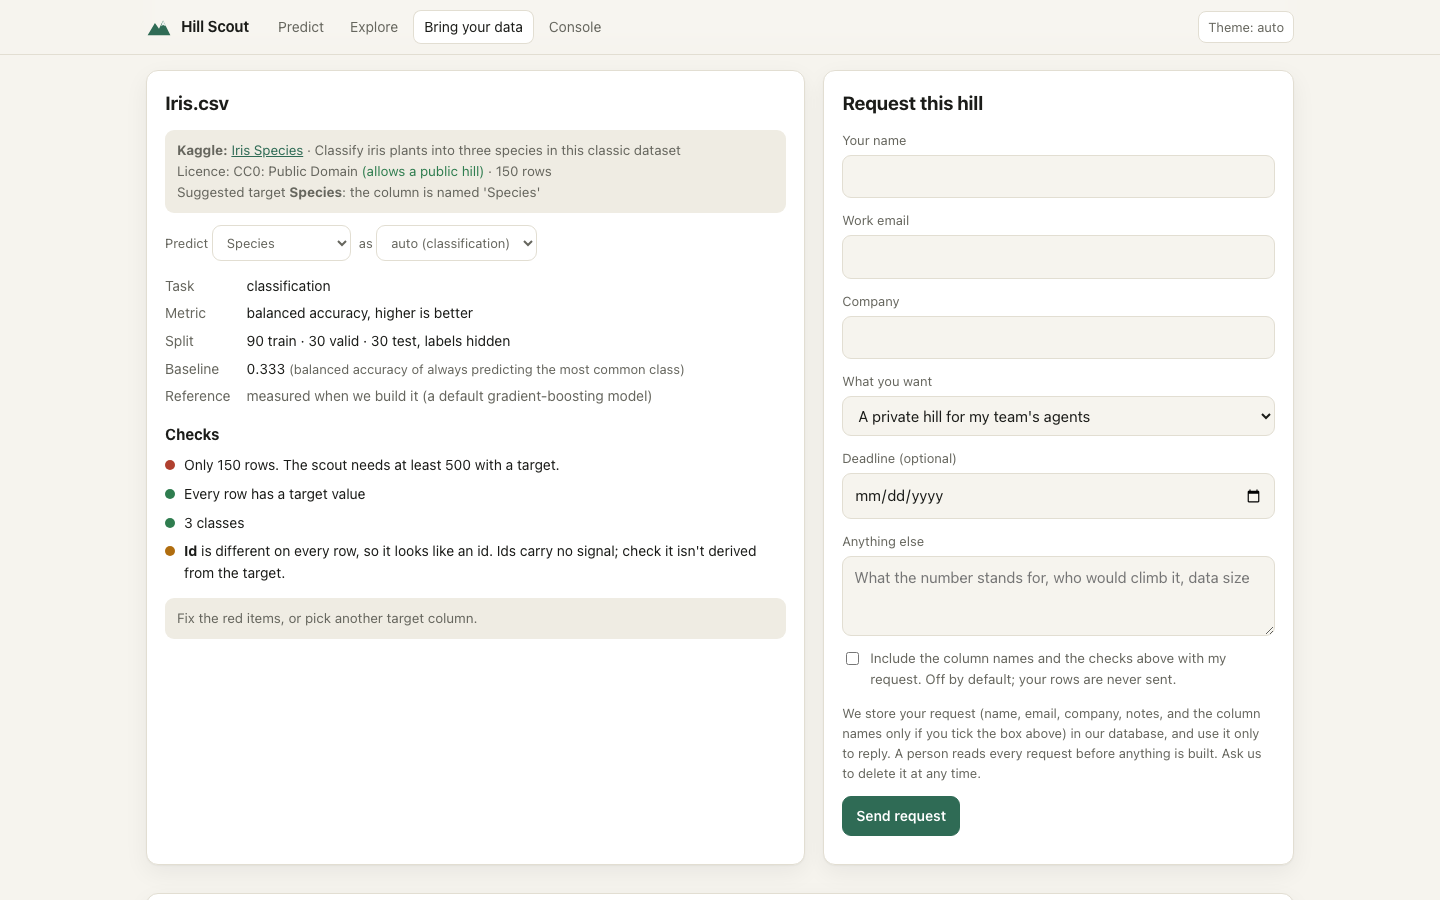 Hill Scout
Predict
Explore
Bring your data
Console
Theme: auto
Iris.csv
Kaggle: Iris Species · Classify iris plants into three species in this classic dataset
Licence: CC0: Public Domain (allows a public hill) · 150 rows
Suggested target Species: the column is named 'Species'
Predict Species as auto (classification)
Task classification
Metric balanced accuracy, higher is better
Split 90 train · 30 valid · 30 test, labels hidden
Baseline 0.333 (balanced accuracy of always predicting the most common class)
Reference measured when we build it (a default gradient-boosting model)
Checks
Only 150 rows. The scout needs at least 500 with a target.
Every row has a target value
3 classes
Id is different on every row, so it looks like an id. Ids carry no signal; check it isn't derived
from the target.
Fix the red items, or pick another target column.
Request this hill
Your name
Work email
Company
What you want
A private hill for my team's agents
Deadline (optional)
mm/dd/yyyy
Anything else
What the number stands for, who would climb it, data size
Include the column names and the checks above with my
request. Off by default; your rows are never sent.
We store your request (name, email, company, notes, and the column
names only if you tick the box above) in our database, and use it only
to reply. A person reads every request before anything is built. Ask us
to delete it at any time.
Send request